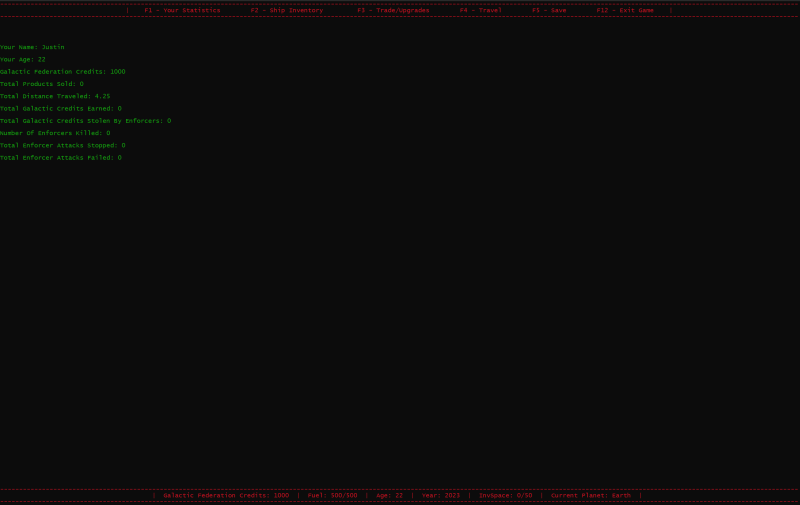 | F1 - Your Statistics F2 - Ship Inventory F3 - Trade/Upgrades F4 - Travel F5 - Save F12 - Exit Game |
Your Name: Justin
Your Age: 22
Galactic Federation Credits: 1000
Total Products Sold: 0
Total Distance Traveled: 4.25
Total Galactic Credits Earned: 0
Total Galactic Credits Stolen By Enforcers: 0
Number Of Enforcers Killed: 0
Total Enforcer Attacks Stopped: 0
Total Enforcer Attacks Failed: 0
| Galactic Federation Credits: 1000 | Fuel: 500/500 | Age: 22 | Year: 2023 | InvSpace: 0/50 | Current Planet: Earth |